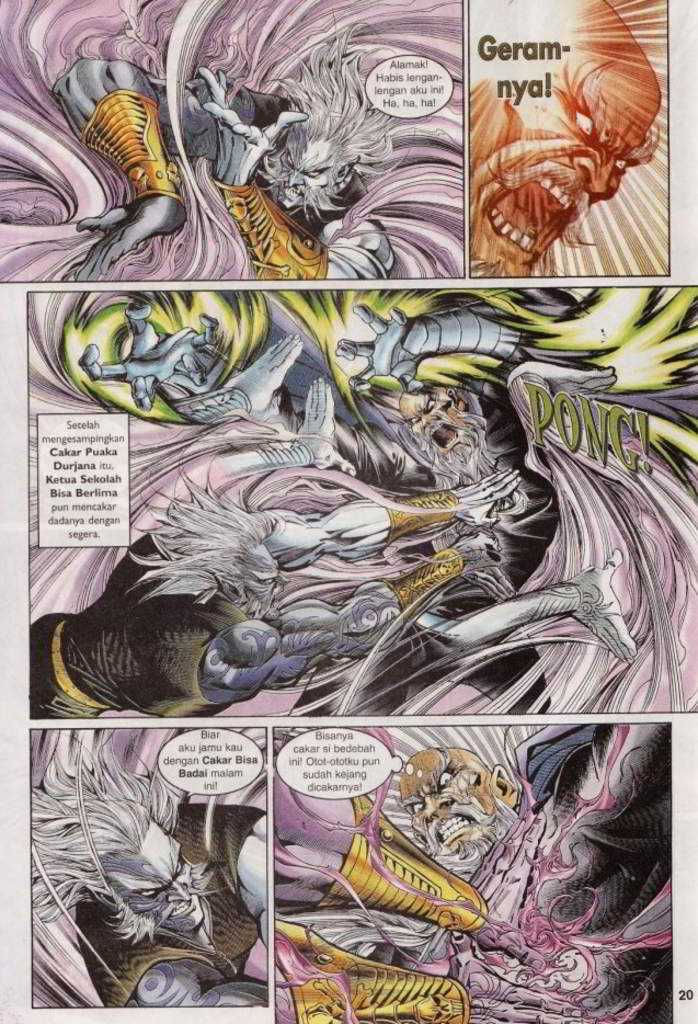 Alamak!
Habis lengan-
lengan aku ini!
Ha, ha, ha!
Geram-
nya!
Setelah
mengesampingkan
Cakar Puaka
Durjana itu,
Ketua Sekolah
Bisa Berlima
pun mencakar
dadanya dengan
segera.
PONG!
Biar
aku jamu kau
dengan Cakar Bisa
Badai malam
ini!
Bisanya
cakar si bedebah
ini! Otot-ototku pun
sudah kejang
dicakarnya!
20